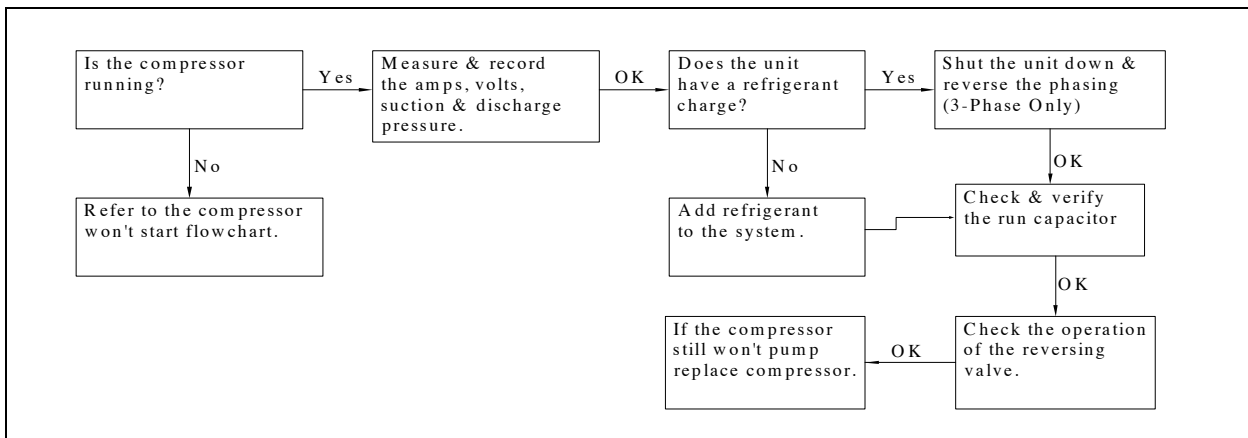 Is the compressor
running?
Yes
Measure & record
the amps, volts,
suction & discharge
pressure.
OK
Does the unit
have a refrigerant
charge?
Yes
Shut the unit down &
reverse the phasing
(3-Phase Only)
No
No
OK
Refer to the compressor
won't start flowchart.
Add refrigerant
to the system.
Check & verify
the run capacitor
OK
If the compressor
still won't pump
replace compressor.
OK
Check the operation
of the reversing
valve.